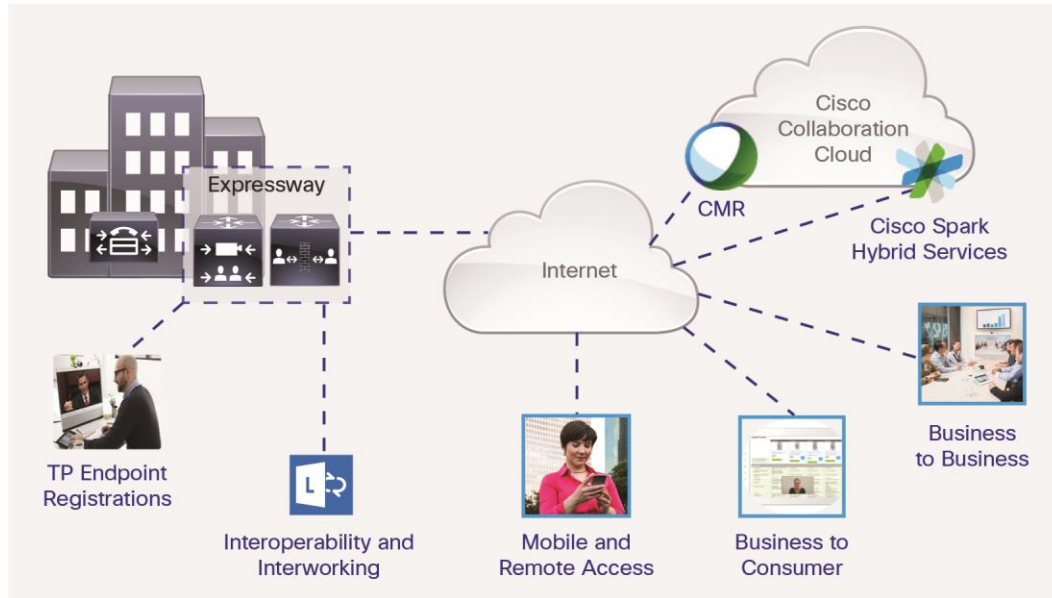 Expressway
Cisco
Collaboration
Cloud
CMR
Cisco Spark
Hybrid Services
Internet
TP Endpoint
Registrations
L
Interoperability and
Interworking
Mobile and
Remote Access
Business to
Consumer
Business
to Business